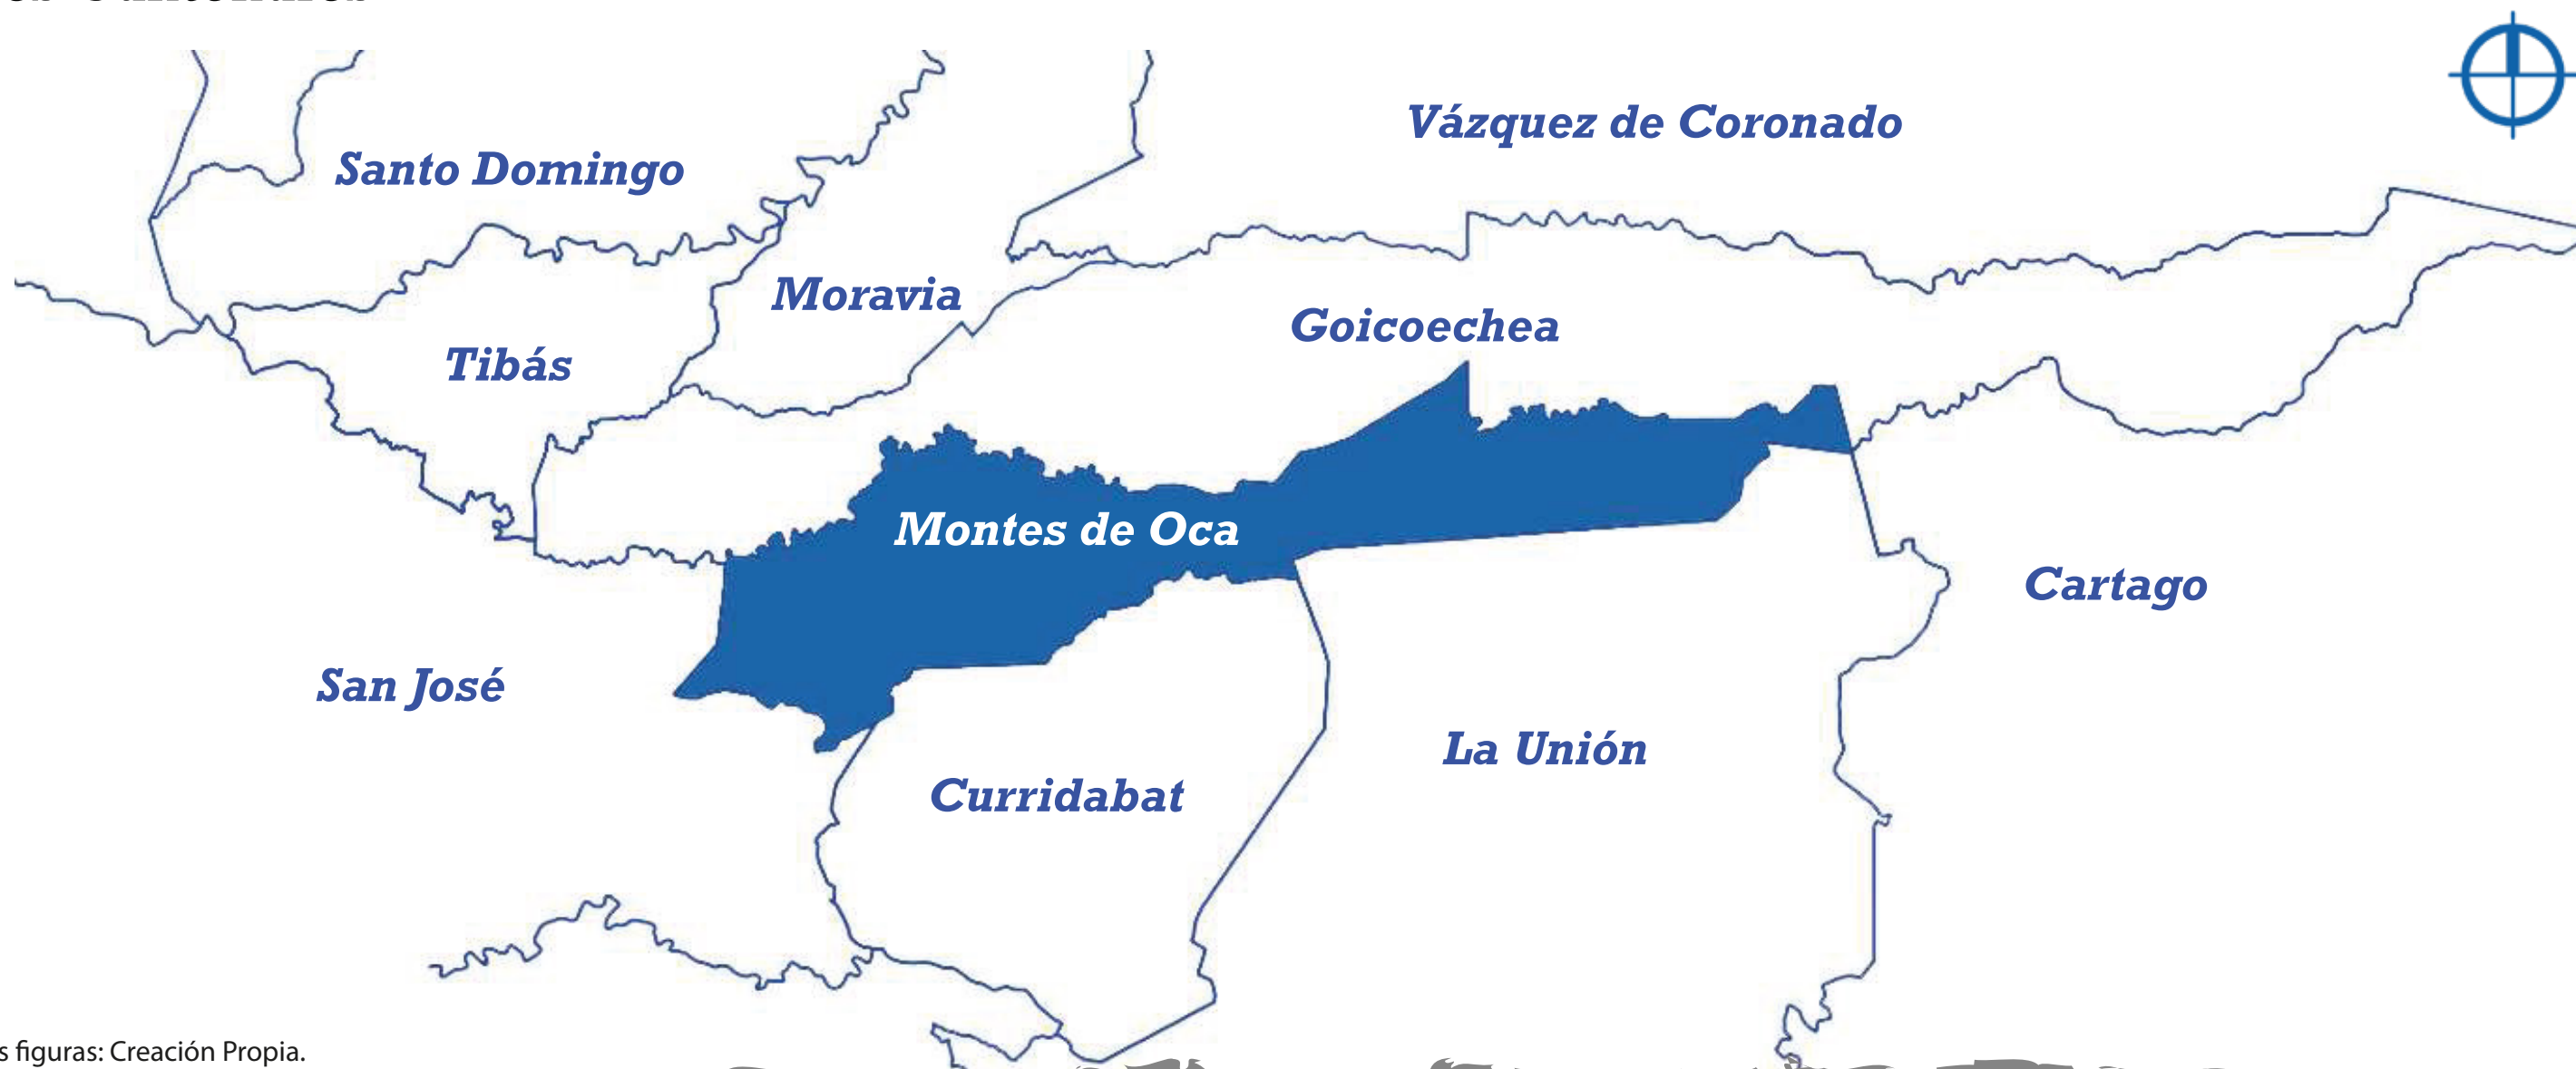 Vázquez de Coronado
Santo Domingo
Moravia
Goicoechea
Tibás
Montes de Oca
Cartago
San José
La Unión
Curridabat
figuras: Creación Propia.